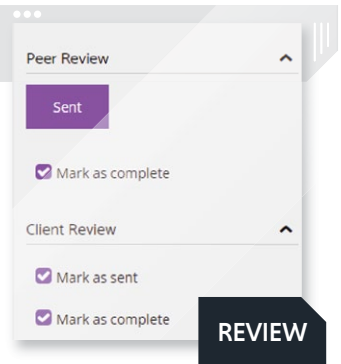 Peer Review
Sent
Mark as complete
Client Review
Mark as sent
Mark as complete
REVIEW